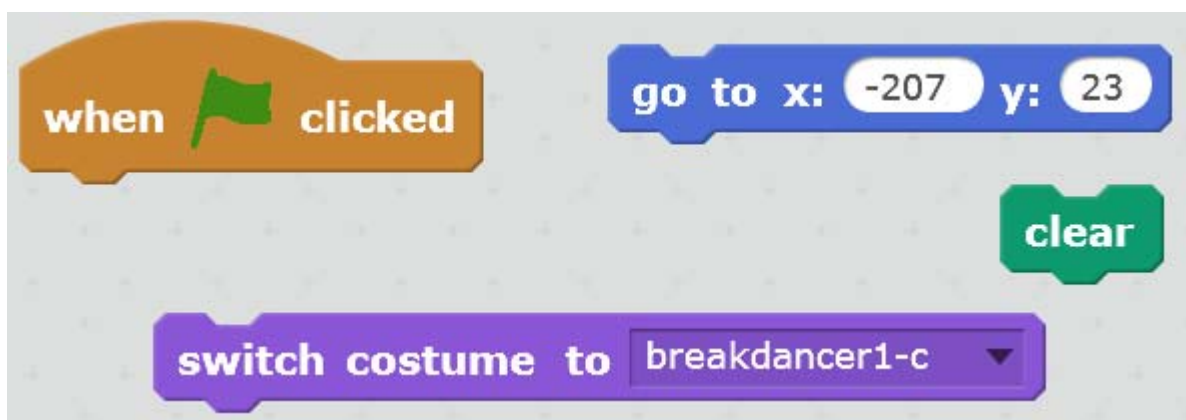 when clicked
go to x: -207 y: 23
clear
switch costume to breakdancer1-c